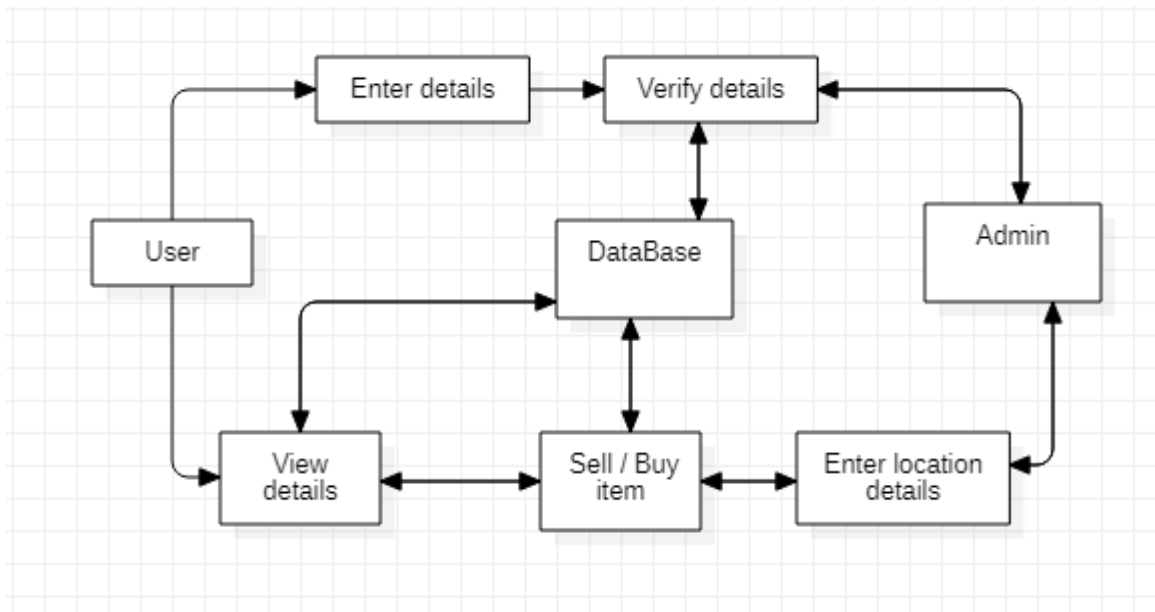 Enter details
Verify details
User
DataBase
Admin
View
details
Sell / Buy
item
Enter location
details